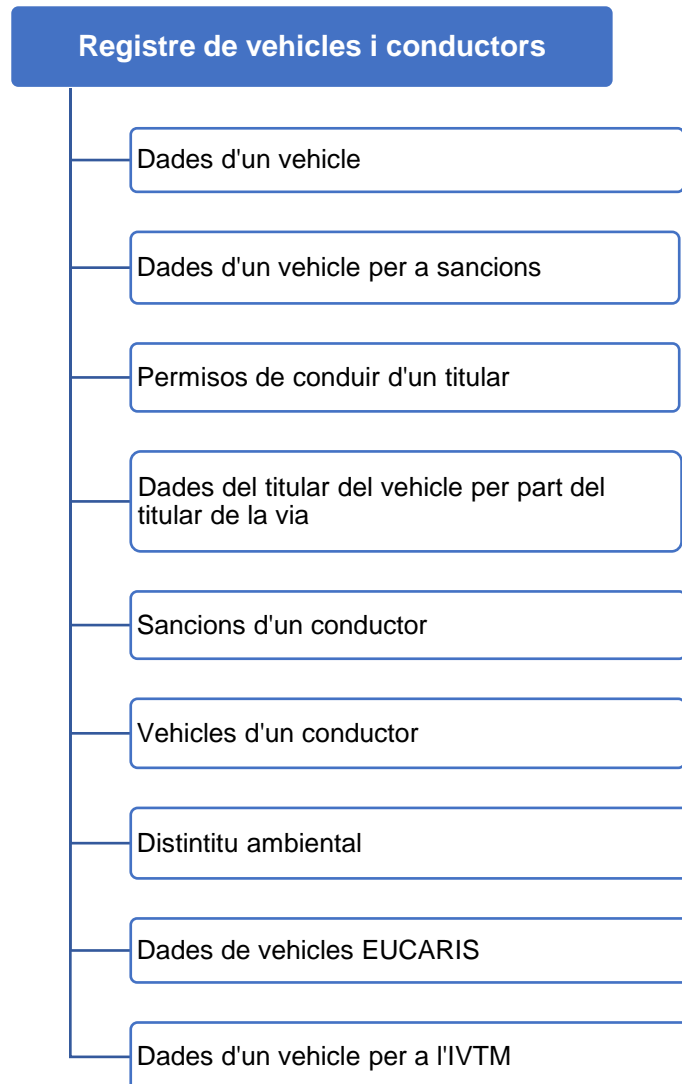 Registre de vehicles i conductors
Dades d'un vehicle
Dades d'un vehicle per a sancions
Permisos de conduir d'un titular
Dades del titular del vehicle per part del
titular de la via
Sancions d'un conductor
Vehicles d'un conductor
Distintitu ambiental
Dades de vehicles EUCARIS
Dades d'un vehicle per a l'IVTM